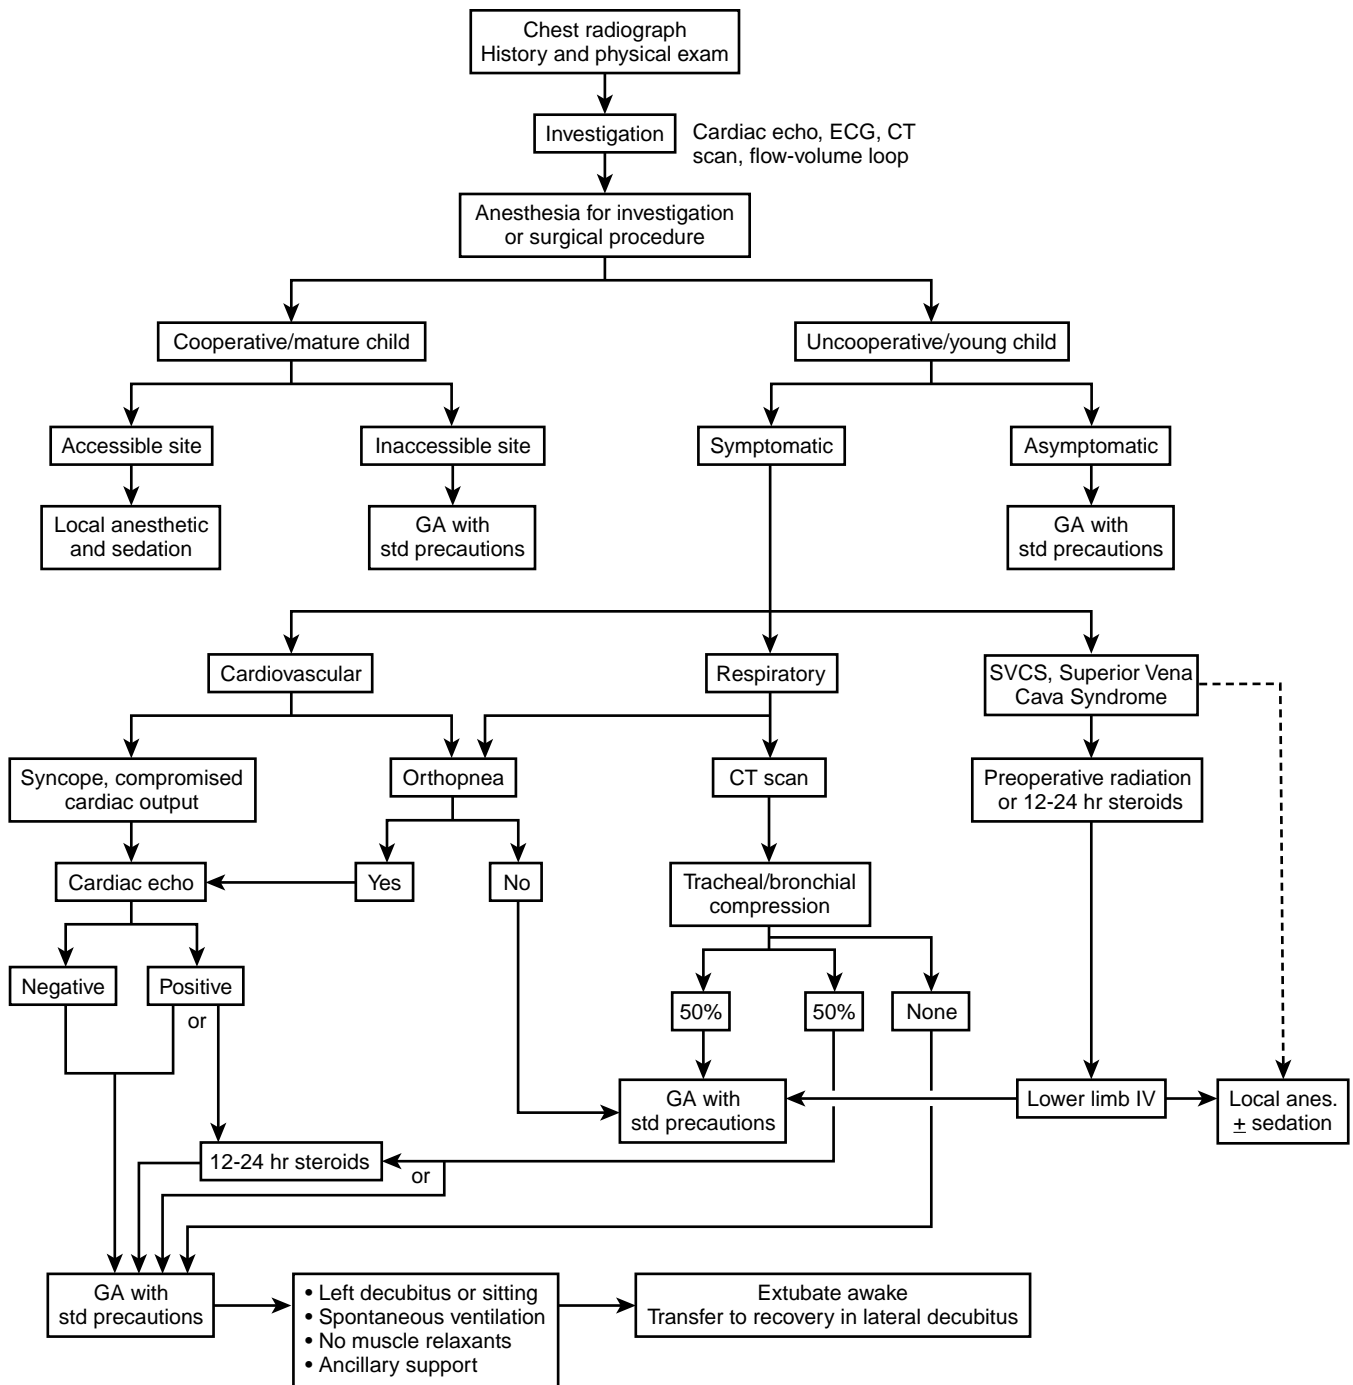 Chest radiograph
History and physical exam
Investigation
Cardiac echo, ECG, CT
scan, flow-volume loop
Anesthesia for investigation
or surgical procedure
Cooperative/mature child
Uncooperative/young child
Accessible site
Inaccessible site
Symptomatic
Asymptomatic
Local anesthetic
and sedation
GA with
std precautions
GA with
std precautions
Cardiovascular
Respiratory
SVCS, Superior Vena
Cava Syndrome
Syncope, compromised
cardiac output
Orthopnea
CT scan
Preoperative radiation
or 12-24 hr steroids
Cardiac echo
Yes
No
Tracheal/bronchial
compression
Negative
Positive
or
50%
50%
None
GA with
std precautions
Lower limb IV
Local anes.
± sedation
12-24 hr steroids
or
GA with
std precautions
• Left decubitus or sitting
• Spontaneous ventilation
• No muscle relaxants
• Ancillary support
Extubate awake
Transfer to recovery in lateral decubitus